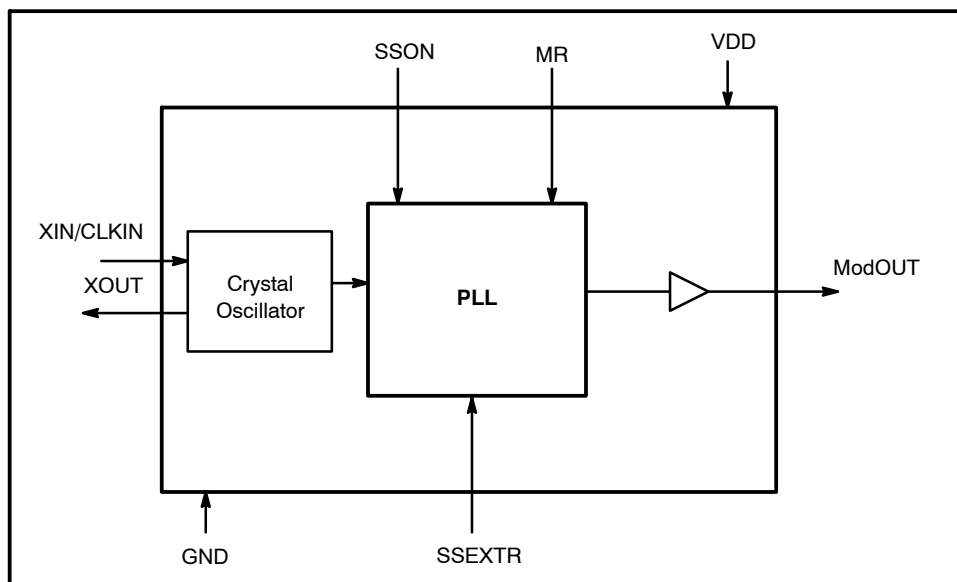 SSON
MR
VDD
XIN/CLKIN
XOUT
Crystal
Oscillator
PLL
ModOUT
GND
SSEXTR